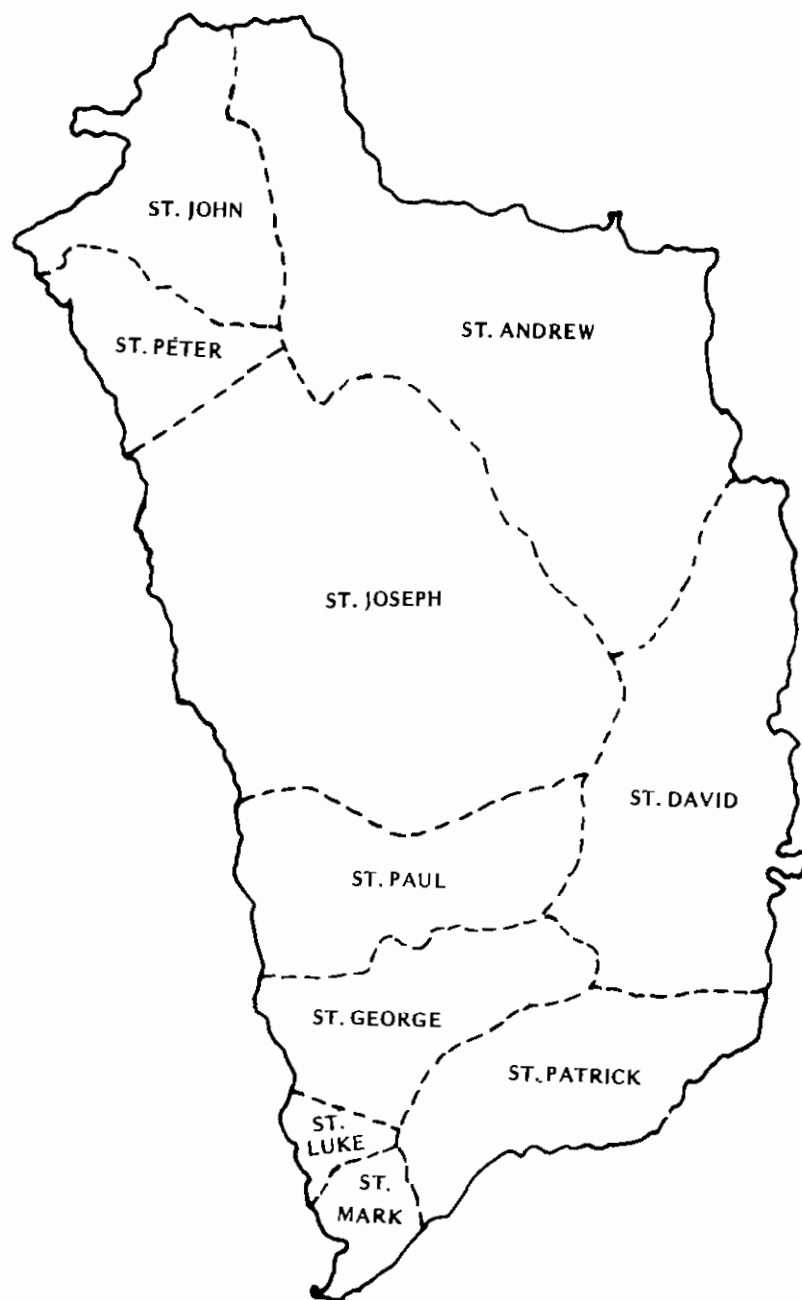 ST. JOHN
ST. ANDREW
ST. PETER
ST. JOSEPH
ST. DAVID
ST. PAUL
ST. GEORGE
ST. PATRICK
ST.
LUKE
ST.
MARK